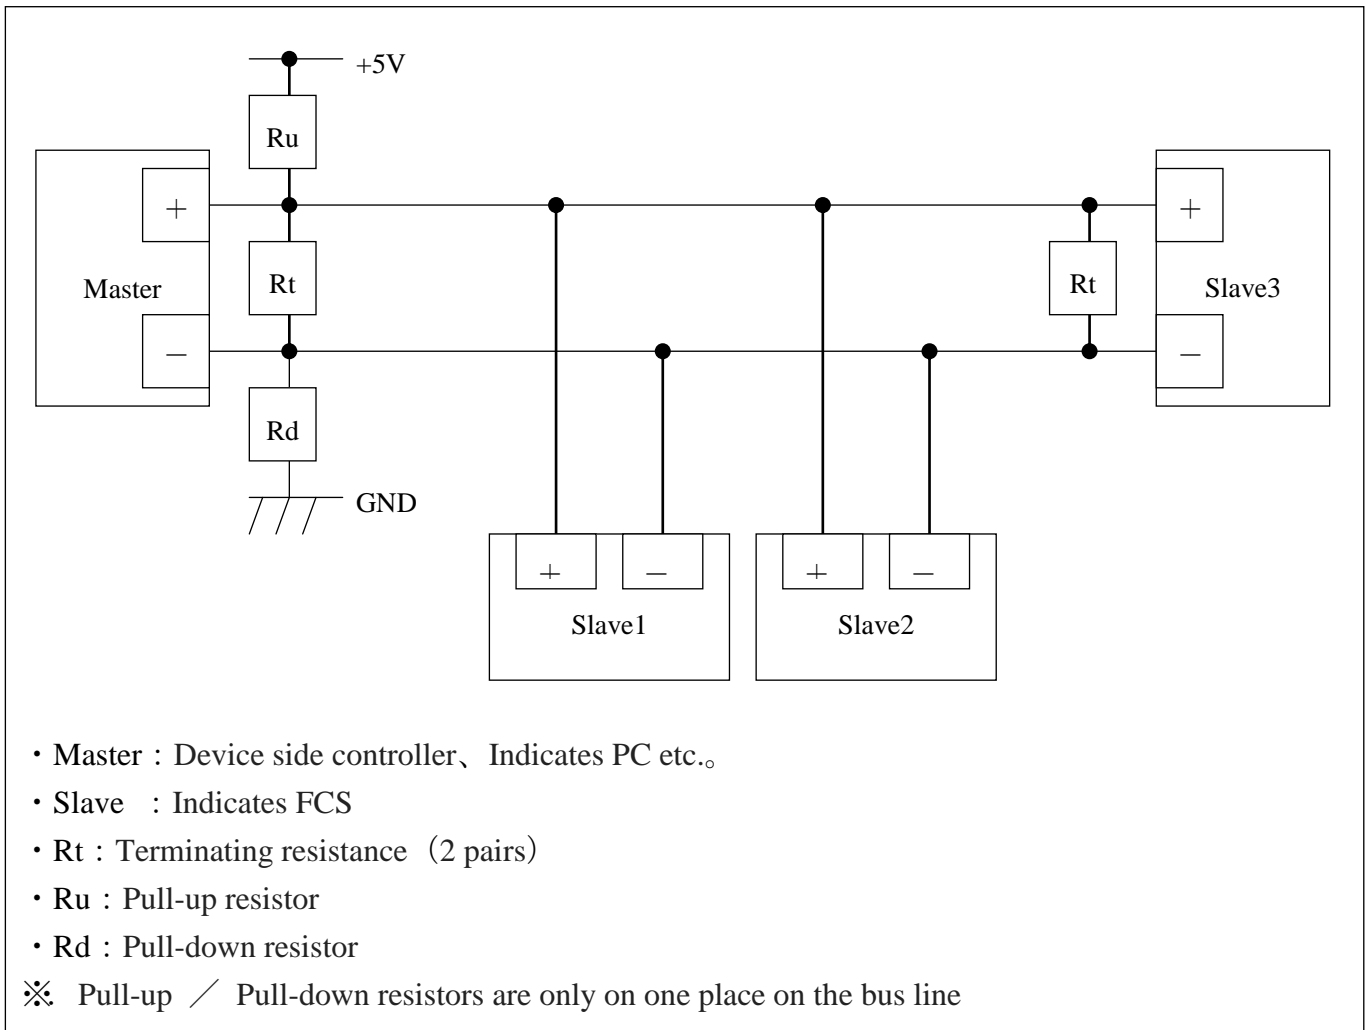 +5V
Ru
+
Rt
Master
−
Rd
GND
+
Rt
Slave3
−
+ −
Slave1
+ −
Slave2
・Master：Device side controller、Indicates PC etc.。
・Slave ：Indicates FCS
・Rt：Terminating resistance（2 pairs）
・Ru：Pull-up resistor
・Rd：Pull-down resistor
※ Pull-up ／ Pull-down resistors are only on one place on the bus line